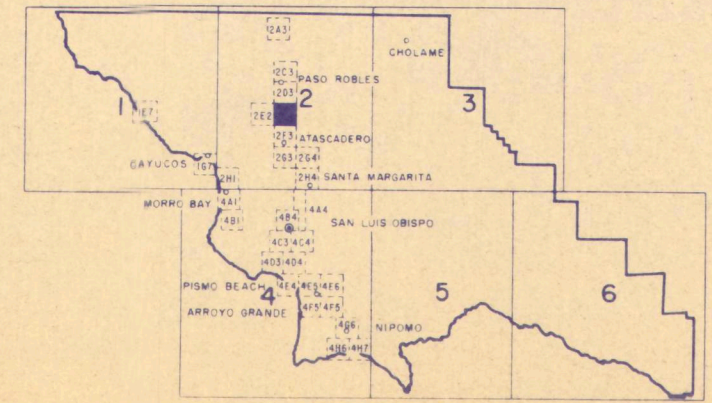 2A3
CHOLAME
2C3
PASO ROBLES
2D3
2
1
1E7
2E2
3
2F3
ATASCADERO
CAYUCOS
1G7
2G3 2G4
2H1
2H4
SANTA MARGARITA
MORRO BAY
4A1
4A4
4B1
4B4
SAN LUIS OBISPO
4C3 4C4
4D3 4D4
PISMO BEACH
4
4E4 4E5 4E6
5
6
ARROYO GRANDE
4F5 4F5
4G6
NIPOMO
4H6 4H7